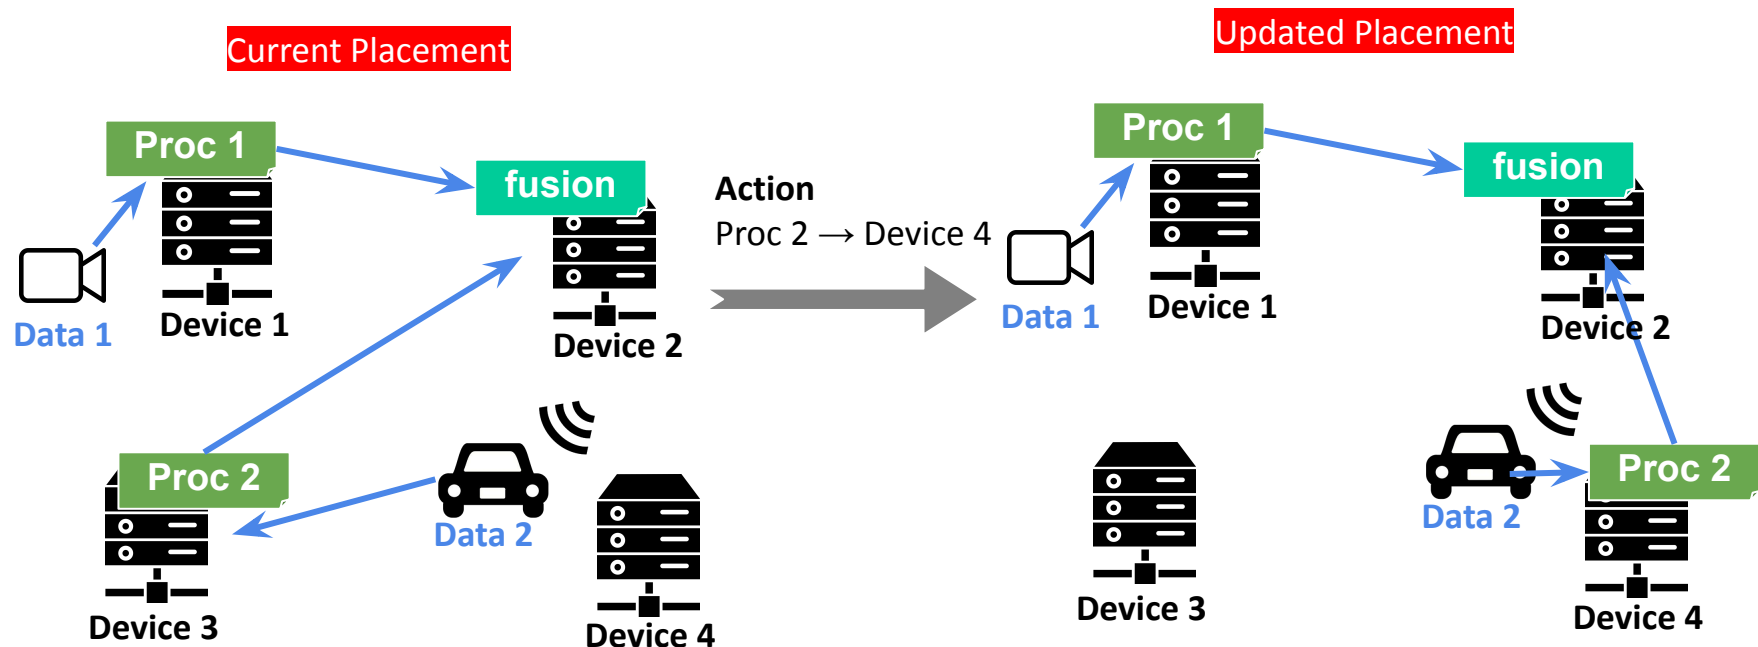 Current Placement
Proc 1
fusion
Data 1
Device 1
Device 2
Proc 2
Data 2
Device 3
Device 4
Action
Proc 2 → Device 4
Updated Placement
Proc 1
fusion
Data 1
Device 1
Device 2
Proc 2
Data 2
Device 3
Device 4